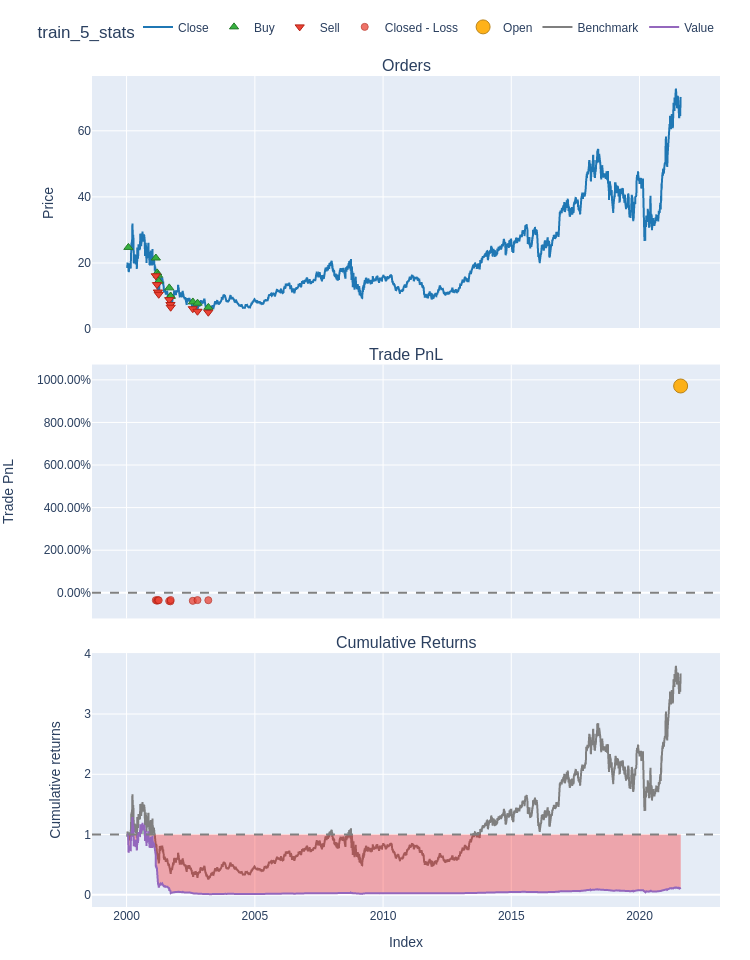 train_5_stats
Close
Buy
Sell
Closed - Loss
Open
Benchmark
Value
Orders
60
40
20
0
Price
Trade PnL
1000.00%
800.00%
600.00%
400.00%
200.00%
0.00%
Trade PnL
Cumulative Returns
4
3
2
1
0
Cumulative returns
2000
2005
2010
2015
2020
Index